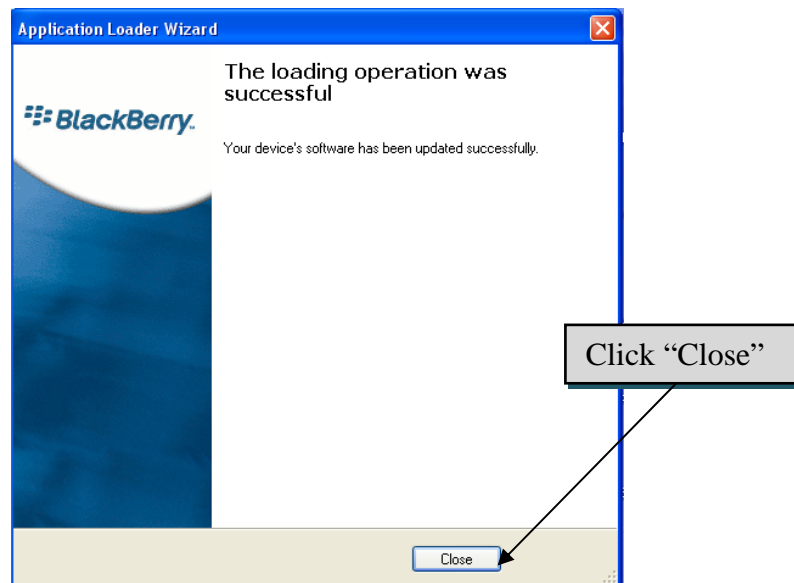 Application Loader Wizard
The loading operation was
successful
BlackBerry.
Your device's software has been updated successfully.
Click “Close”
Close